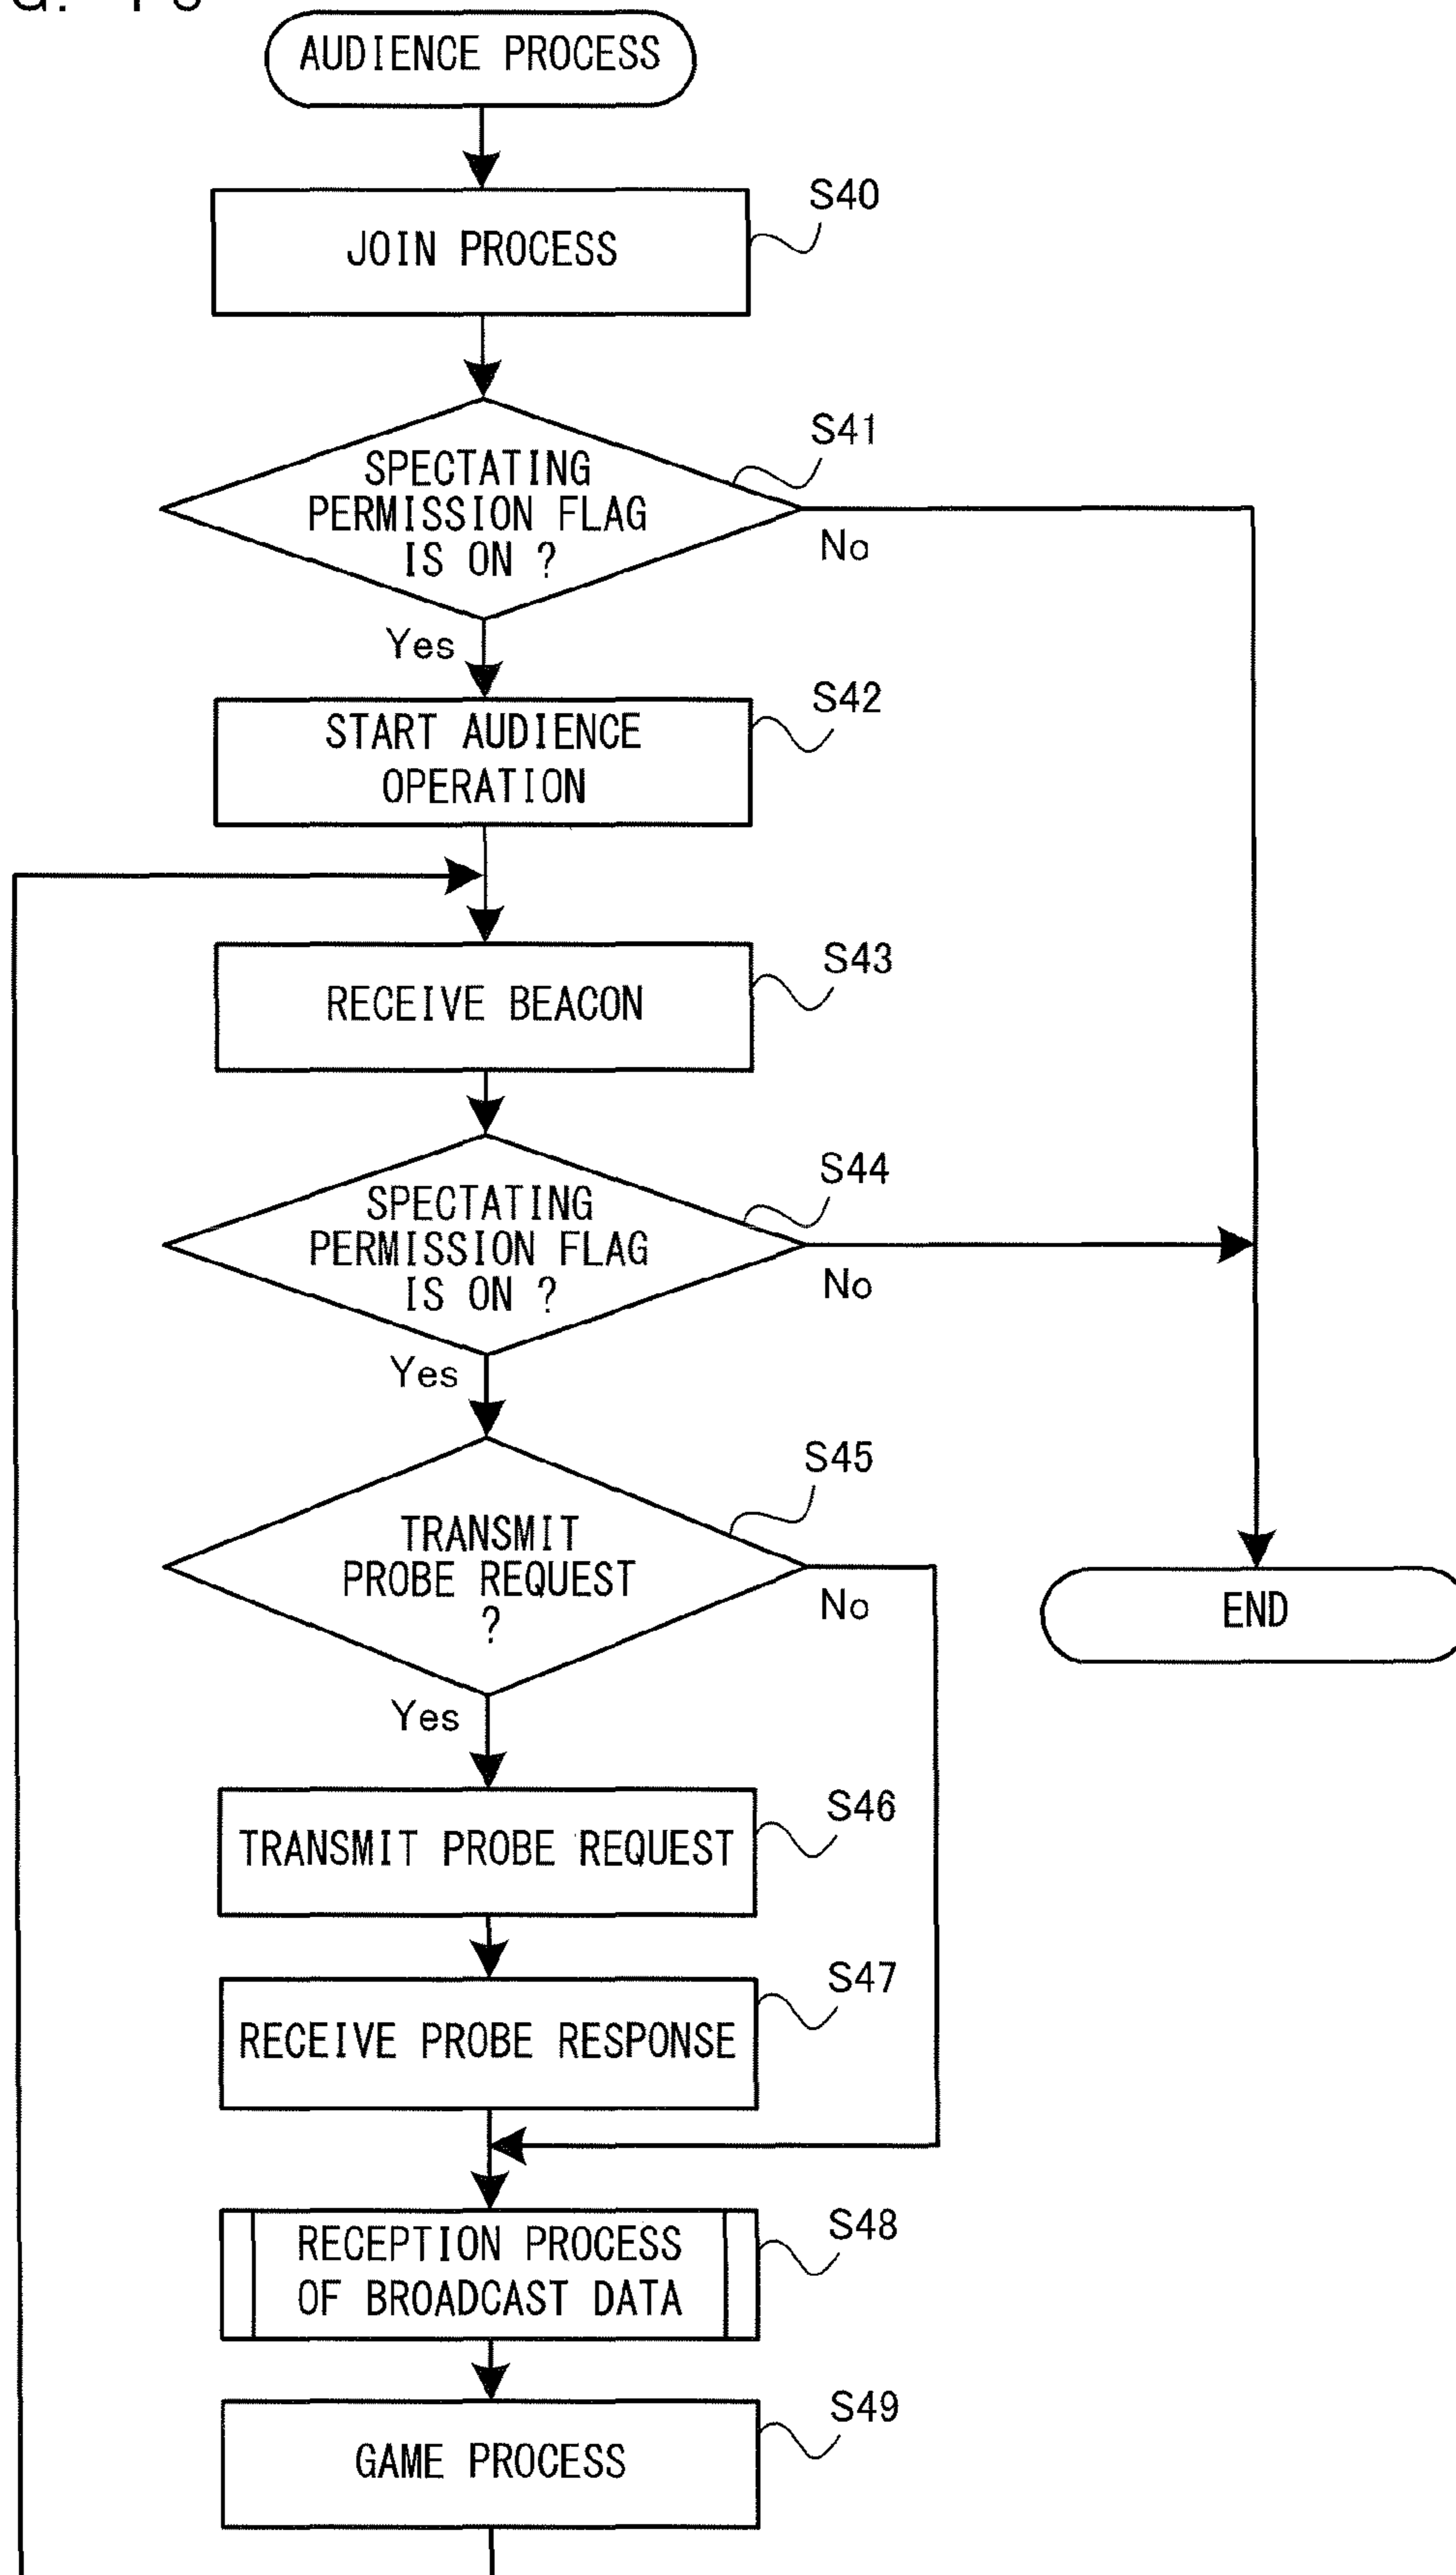 AUDIENCE PROCESS
S40
JOIN PROCESS
S41
SPECTATING
PERMISSION FLAG
IS ON ?
No
Yes
S42
START AUDIENCE
OPERATION
S43
RECEIVE BEACON
S44
SPECTATING
PERMISSION FLAG
IS ON ?
No
Yes
S45
TRANSMIT
PROBE REQUEST
?
No
END
Yes
S46
TRANSMIT PROBE REQUEST
S47
RECEIVE PROBE RESPONSE
S48
RECEPTION PROCESS
OF BROADCAST DATA
S49
GAME PROCESS